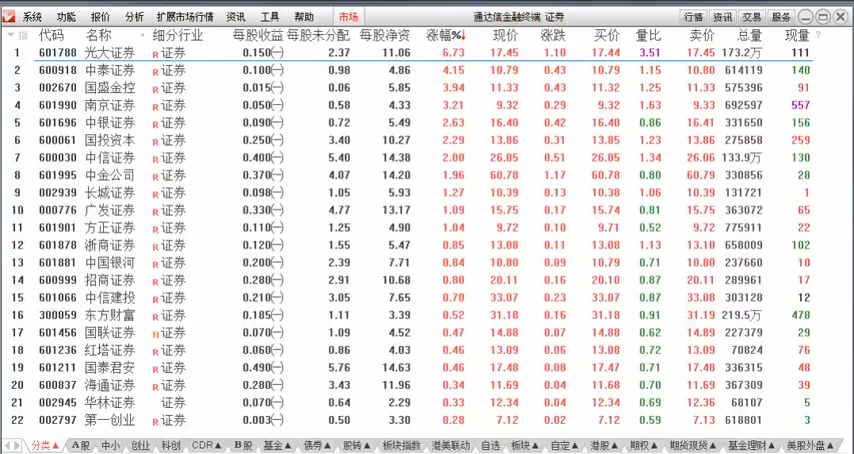 系统 功能 报价 分析 扩展市场行情 资讯 工具 帮助 市场 通达信金融终端 证券 行情 资讯 交易 服务
指 代码 名称 细分行业 每股收益 每股未分配 每股净资 涨幅%↓ 现价 涨跌 买价 量比 卖价 总量 现量 ?
1 601788 光大证券 R 证券 0.150㈠ 2.37 11.06 6.73 17.45 1.10 17.44 3.51 17.45 173.2万 111
2 600918 中泰证券 R 证券 0.100㈠ 0.98 4.86 4.15 10.79 0.43 10.79 1.15 10.80 614119 140
3 002670 国盛金控 R 证券 0.015㈠ 0.06 5.85 3.94 11.33 0.43 11.32 1.25 11.33 575396 91
4 601990 南京证券 R 证券 0.050㈠ 0.58 4.33 3.21 9.32 0.29 9.32 1.63 9.33 692597 557
5 601696 中银证券 R 证券 0.090㈠ 0.72 5.49 2.63 16.40 0.42 16.40 0.86 16.41 331650 156
6 600061 国投资本 R 证券 0.250㈠ 3.40 10.27 2.29 13.86 0.31 13.85 1.23 13.86 275858 259
7 600030 中信证券 R 证券 0.400㈠ 5.40 14.38 2.00 26.05 0.51 26.05 1.34 26.06 133.9万 130
8 601995 中金公司 R 证券 0.370㈠ 4.07 14.20 1.96 60.78 1.17 60.78 0.80 60.79 330856 28
9 002939 长城证券 R 证券 0.098㈠ 1.05 5.93 1.27 10.39 0.13 10.38 1.06 10.39 131721 1
10 000776 广发证券 R 证券 0.330㈠ 4.77 13.17 1.09 15.75 0.17 15.74 0.81 15.75 363072 65
11 601901 方正证券 R 证券 0.110㈠ 1.25 4.90 1.04 9.72 0.10 9.71 0.52 9.72 775911 22
12 601878 浙商证券 R 证券 0.120㈠ 1.55 5.47 0.85 13.08 0.11 13.08 1.13 13.10 658009 102
13 601881 中国银河 R 证券 0.200㈠ 2.39 7.71 0.84 10.80 0.09 10.79 0.71 10.80 237660 10
14 600999 招商证券 R 证券 0.280㈠ 2.91 10.68 0.80 20.11 0.16 20.10 0.87 20.11 289961 17
15 601066 中信建投 R 证券 0.210㈠ 3.05 7.65 0.70 33.07 0.23 33.07 0.87 33.08 303128 12
16 300059 东方财富 R 证券 0.185㈠ 1.11 3.39 0.52 31.18 0.16 31.18 0.91 31.19 219.5万 478
17 601456 国联证券 N 证券 0.070㈠ 1.09 4.52 0.47 14.88 0.07 14.88 0.62 14.89 227379 29
18 601236 红塔证券 R 证券 0.060㈠ 0.86 4.03 0.46 13.09 0.06 13.08 0.72 13.09 70824 76
19 601211 国泰君安 R 证券 0.490㈠ 5.76 14.63 0.46 17.48 0.08 17.47 0.71 17.48 336315 48
20 600837 海通证券 R 证券 0.280㈠ 3.43 11.96 0.34 11.69 0.04 11.68 0.70 11.69 367309 39
21 002945 华林证券 证券 0.070㈠ 0.64 2.29 0.33 12.34 0.04 12.34 0.69 12.36 68107 5
22 002797 第一创业 R 证券 0.003㈠ 0.50 3.30 0.28 7.12 0.02 7.12 0.59 7.13 618801 3
分类▲ A股 中小 创业 科创 CDR▲ B股 基金▲ 债券▲ 股转▲ 板块指数 港美联动 自选 板块▲ 自定▲ 港股▲ 期权▲ 期货现货▲ 基金理财▲ 美股外盘▲